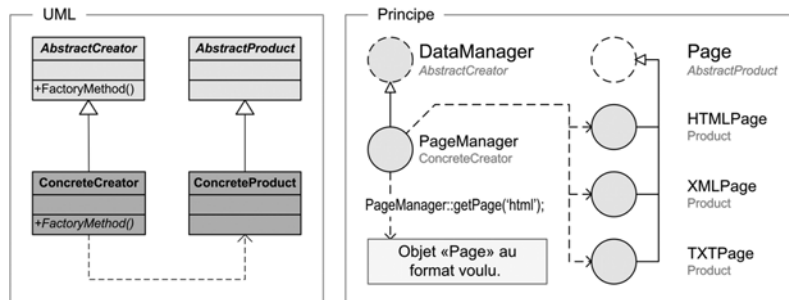 UML
AbstractCreator
AbstractProduct
+FactoryMethod()
ConcreteCreator
ConcreteProduct
+FactoryMethod()
Principe
DataManager
AbstractCreator
Page
AbstractProduct
HTMLPage
Product
PageManager
ConcreteCreator
XMLPage
Product
PageManager::getPage('html');
Objet «Page» au
format voulu.
TXTPage
Product